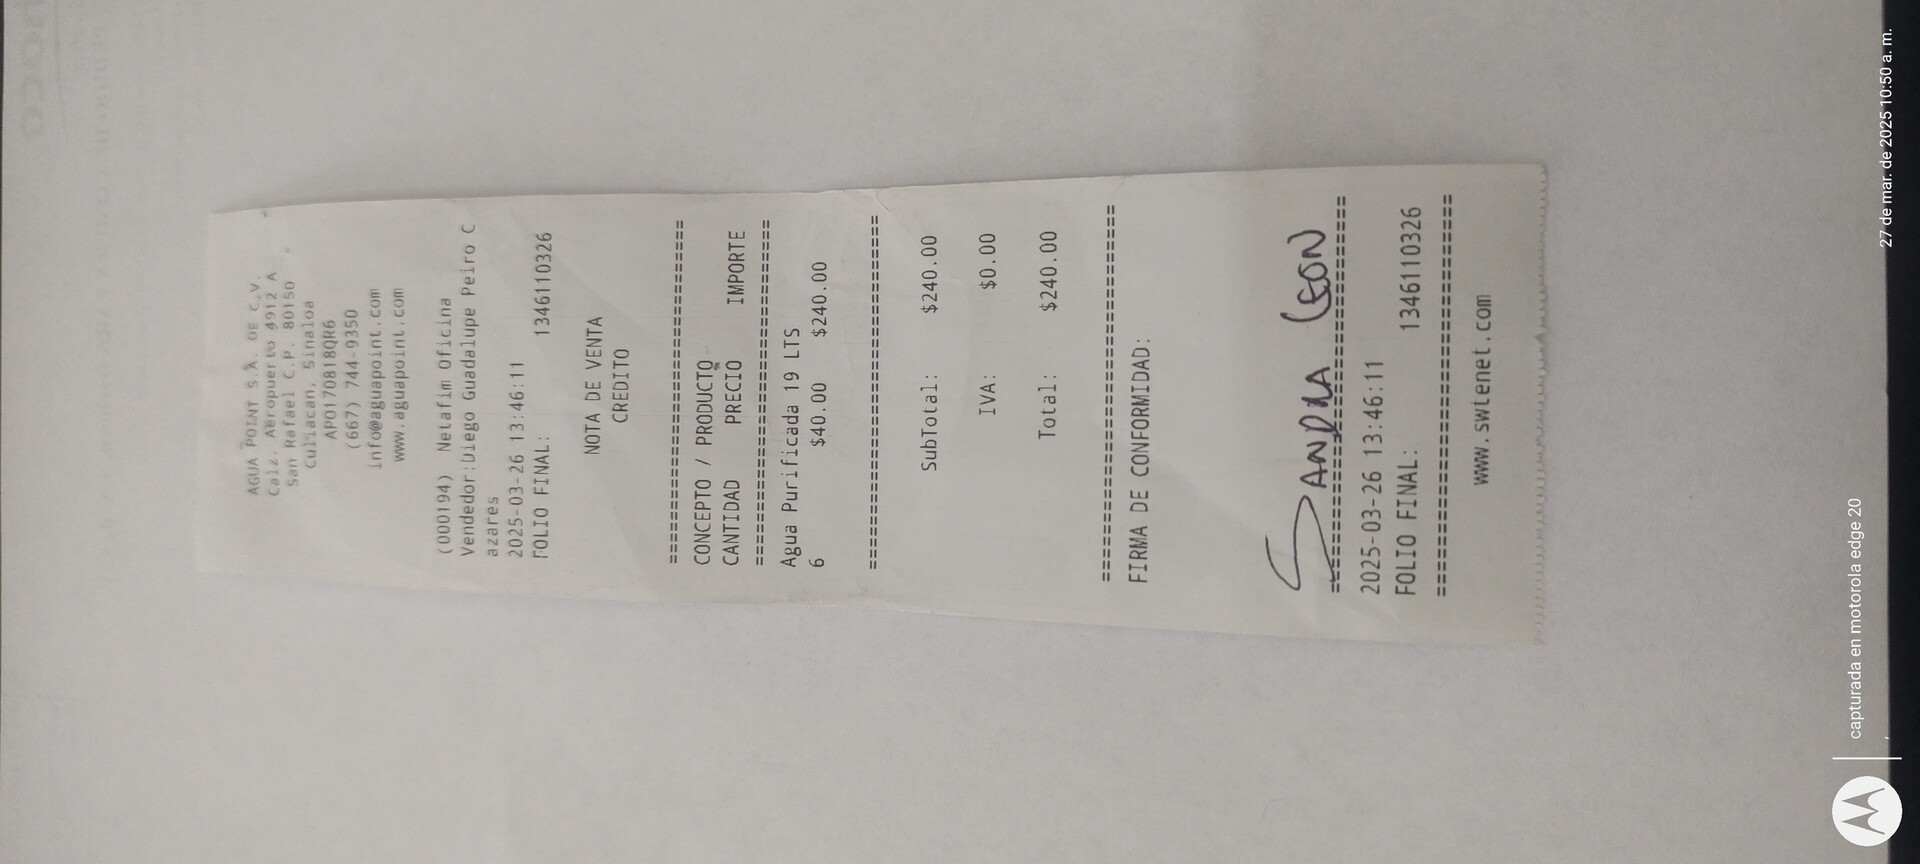 AGUA POINT S.A. DE C.V.
Calz. Aeropuerto 4912 A
San Rafael C.P. 80150
Culiacan, Sinaloa
APO170818QR6
(667) 744-9350
info@aguapoint.com
www.aguapoint.com
(000194) Netafim Oficina
Vendedor:Diego Guadalupe Peiro C
azares
2025-03-26 13:46:11
FOLIO FINAL: 1346110326
NOTA DE VENTA
CREDITO
================================
CONCEPTO / PRODUCTO
CANTIDAD PRECIO IMPORTE
================================
Agua Purificada 19 LTS
6 $40.00 $240.00
================================
SubTotal: $240.00
IVA: $0.00
Total: $240.00
================================
FIRMA DE CONFORMIDAD:
SANDRA LEON
================================
2025-03-26 13:46:11
FOLIO FINAL: 1346110326
================================
www.swtenet.com
capturada en motorola edge 20
27 de mar. de 2025 10:50 a. m.